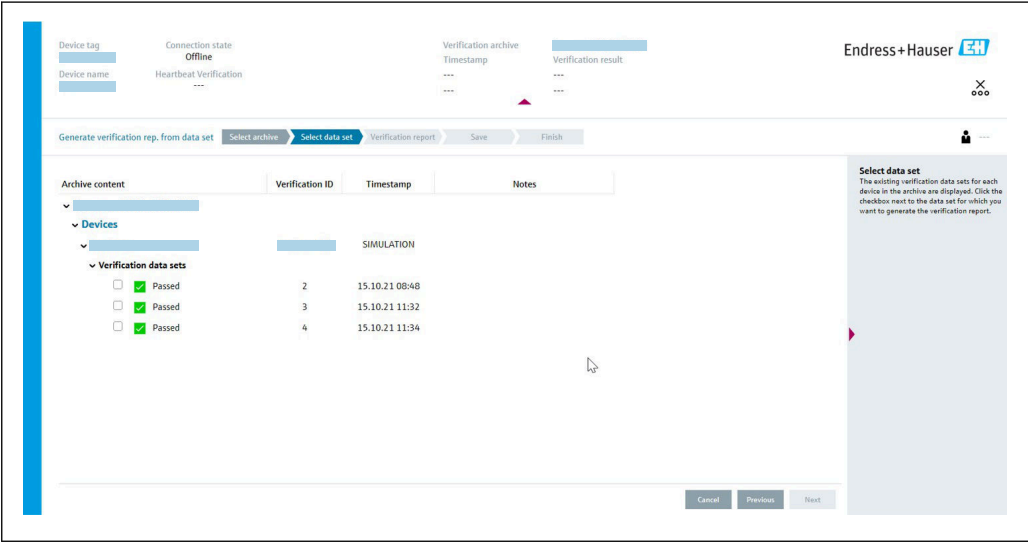 Device tag Connection state Verification archive
Offline Timestamp Verification result
Device name Heartbeat Verification --- ---
--- --- ---
Endress+Hauser EH
Generate verification rep. from data set Select archive Select data set Verification report Save Finish ---
Archive content Verification ID Timestamp Notes
Devices
SIMULATION
Verification data sets
Passed 2 15.10.21 08:48
Passed 3 15.10.21 11:32
Passed 4 15.10.21 11:34
Select data set
The existing verification data sets for each
device in the archive are displayed. Click the
checkbox next to the data set for which you
want to generate the verification report.
Cancel Previous Next